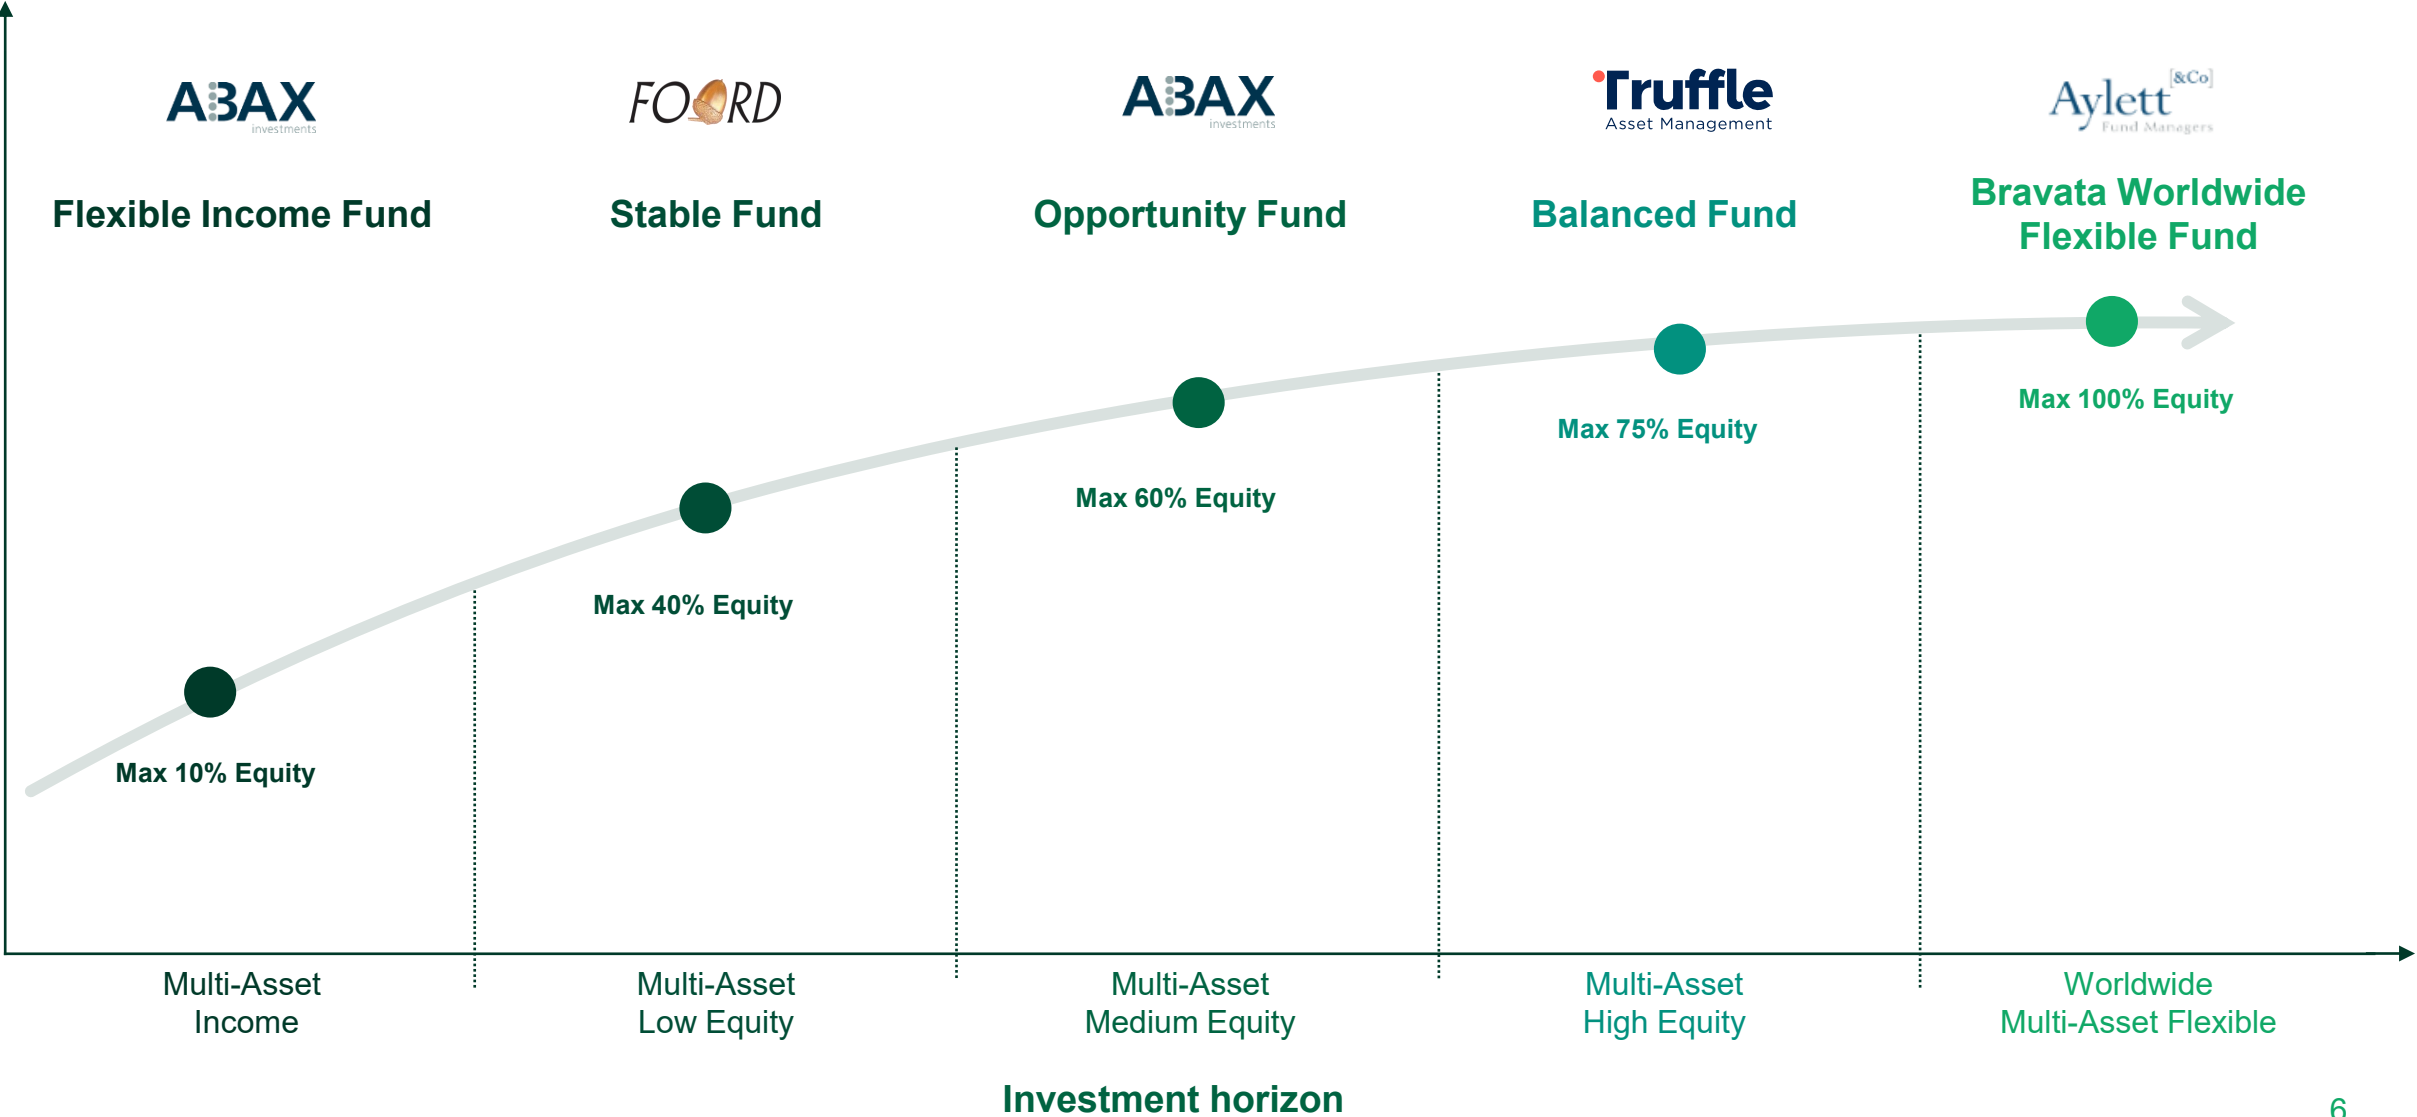 ABAX
investments
FOORD
ABAX
investments
Truffle
Asset Management
Aylett [&Co]
Fund Managers
Flexible Income Fund
Stable Fund
Opportunity Fund
Balanced Fund
Bravata Worldwide
Flexible Fund
Max 10% Equity
Max 40% Equity
Max 60% Equity
Max 75% Equity
Max 100% Equity
Multi-Asset
Income
Multi-Asset
Low Equity
Multi-Asset
Medium Equity
Multi-Asset
High Equity
Worldwide
Multi-Asset Flexible
Investment horizon
6